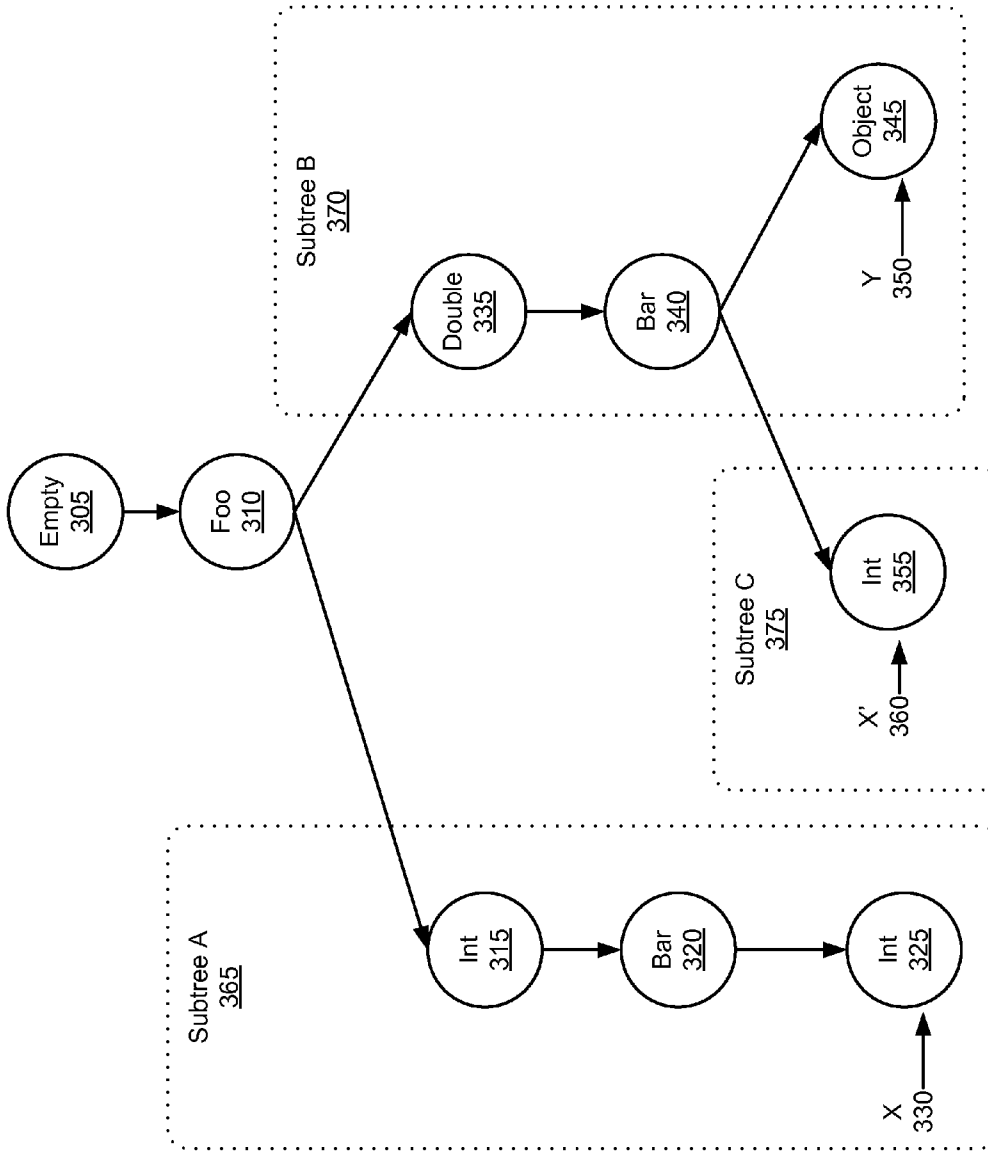 Empty
305
Foo
310
Subtree A
365
Int
315
Bar
320
Int
325
X
330
Subtree B
370
Double
335
Bar
340
Object
345
Y
350
Subtree C
375
Int
355
X'
360